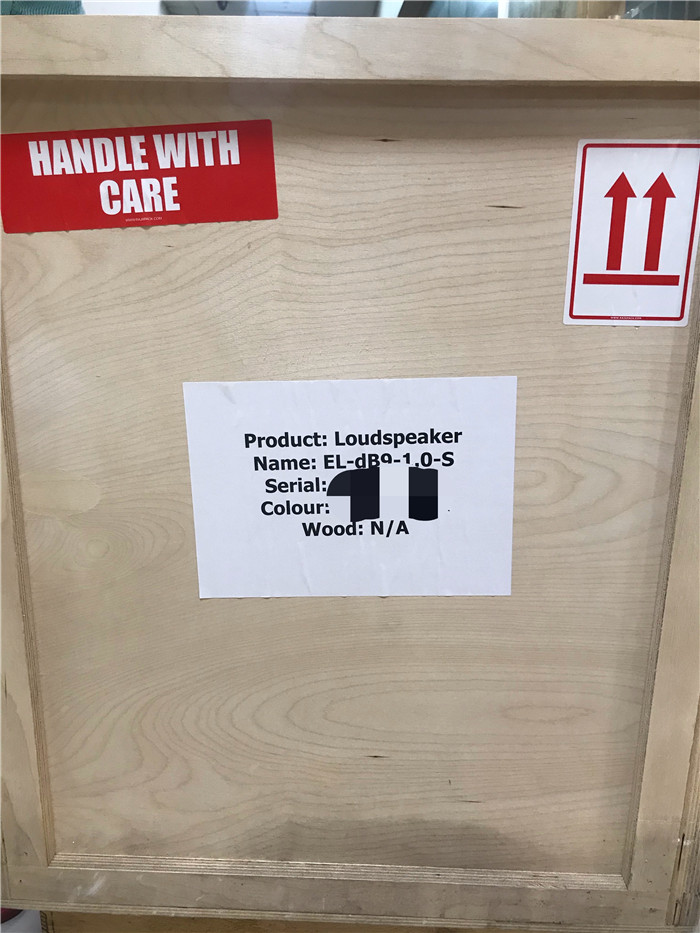 HANDLE WITH
CARE
Product: Loudspeaker
Name: EL-dB9-1.0-S
Serial:
Colour:
Wood: N/A